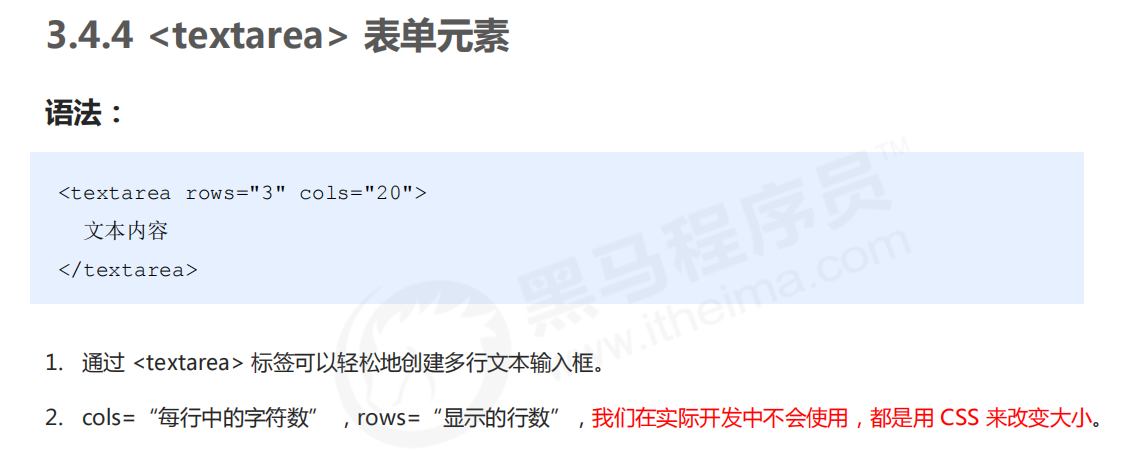 3.4.4 <textarea> 表单元素
语法：
<textarea rows="3" cols="20">
文本内容
</textarea>
黑马程序员™
www.itheima.com
1. 通过 <textarea> 标签可以轻松地创建多行文本输入框。
2. cols=“每行中的字符数” ，rows=“显示的行数”，我们在实际开发中不会使用，都是用 CSS 来改变大小。